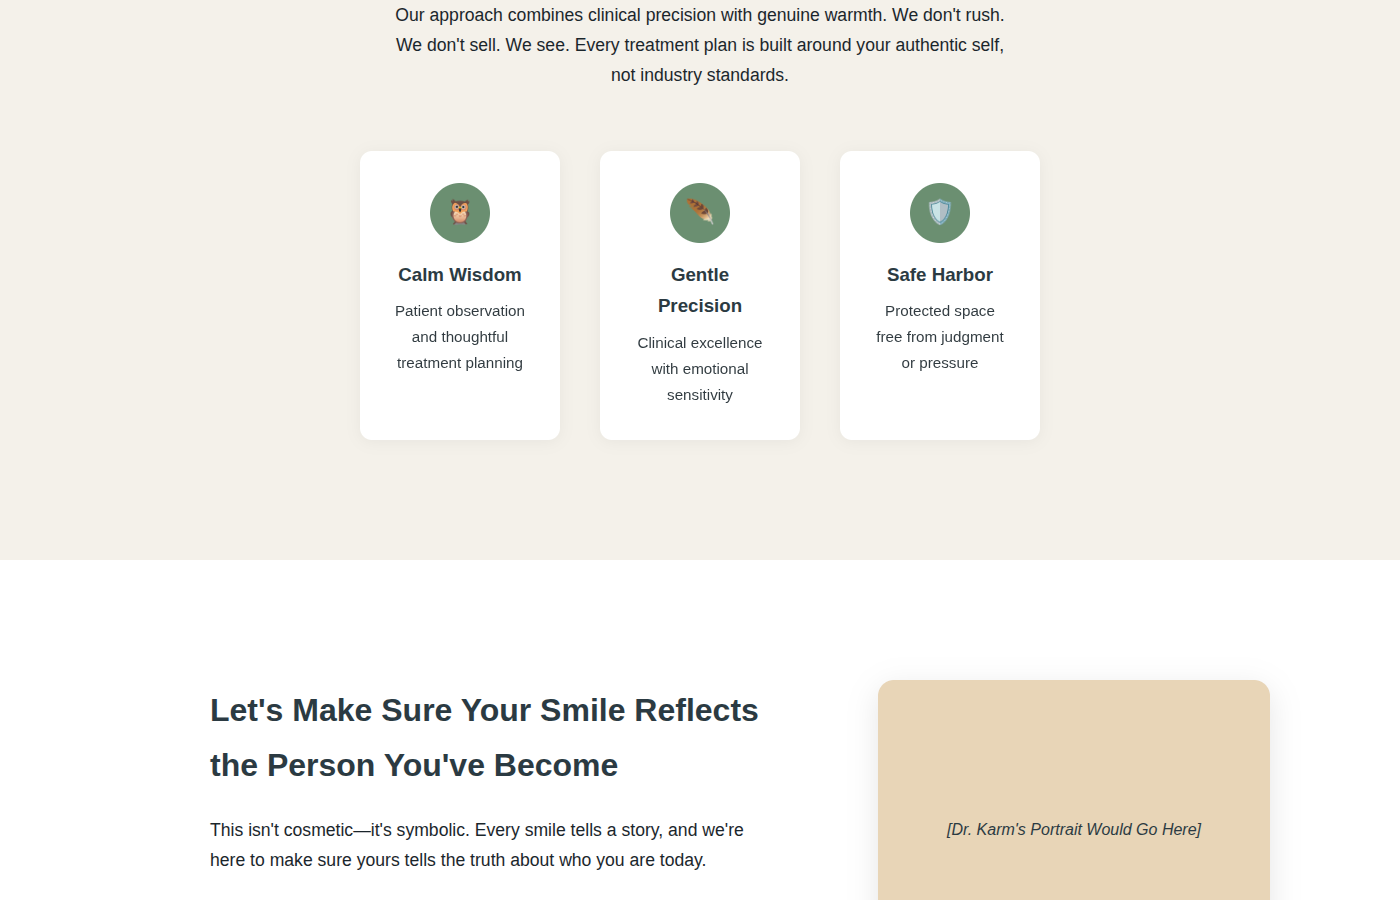 Our approach combines clinical precision with genuine warmth. We don't rush.
We don't sell. We see. Every treatment plan is built around your authentic self,
not industry standards.
Calm Wisdom
Patient observation
and thoughtful
treatment planning
Gentle
Precision
Clinical excellence
with emotional
sensitivity
Safe Harbor
Protected space
free from judgment
or pressure
Let's Make Sure Your Smile Reflects
the Person You've Become
This isn't cosmetic—it's symbolic. Every smile tells a story, and we're
here to make sure yours tells the truth about who you are today.
[Dr. Karm's Portrait Would Go Here]